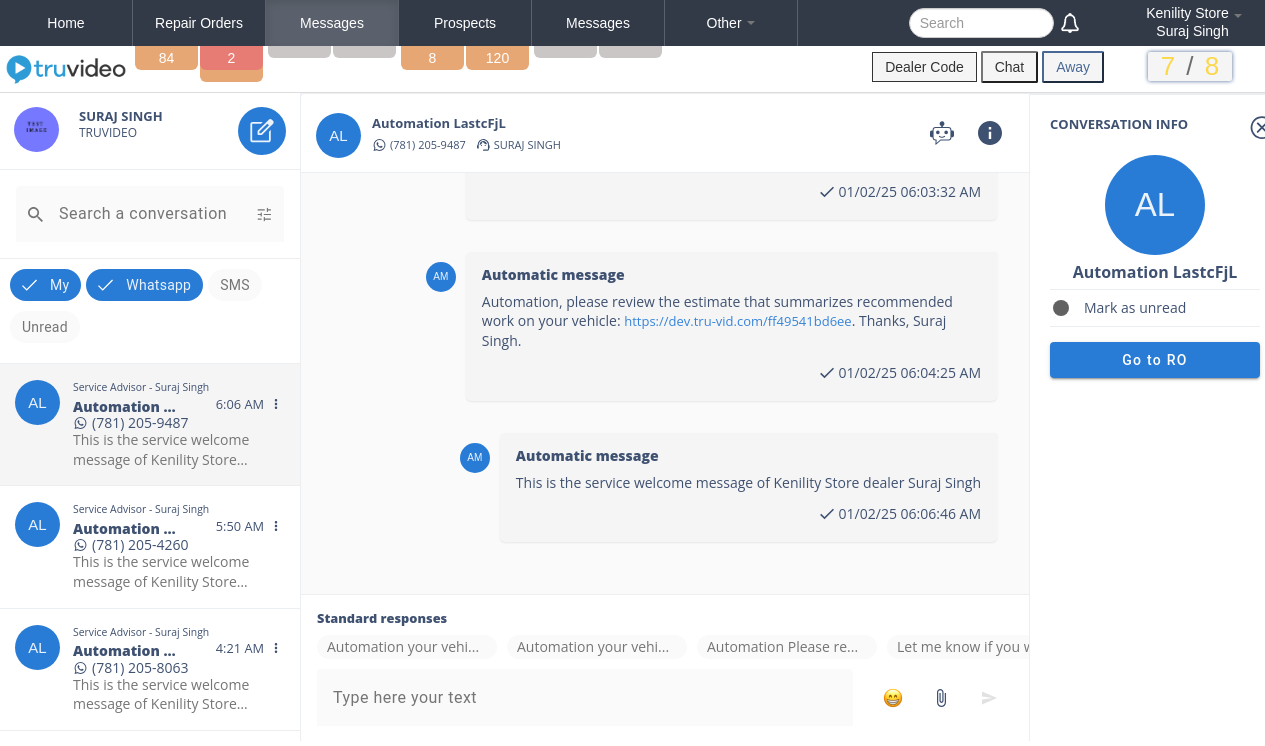 Home
Repair Orders
Messages
Prospects
Messages
Other
Search
Kenility Store
Suraj Singh
truvideo
84
2
8
120
Dealer Code
Chat
Away
7 / 8
TEXT
IMAGE
SURAJ SINGH
TRUVIDEO
Search a conversation
My
Whatsapp
SMS
Unread
Service Advisor - Suraj Singh
AL
Automation ...
6:06 AM
(781) 205-9487
This is the service welcome
message of Kenility Store...
Service Advisor - Suraj Singh
AL
Automation ...
5:50 AM
(781) 205-4260
This is the service welcome
message of Kenility Store...
Service Advisor - Suraj Singh
AL
Automation ...
4:21 AM
(781) 205-8063
This is the service welcome
message of Kenility Store...
AL
Automation LastcFjL
(781) 205-9487
SURAJ SINGH
01/02/25 06:03:32 AM
AM
Automatic message
Automation, please review the estimate that summarizes recommended
work on your vehicle: https://dev.tru-vid.com/ff49541bd6ee. Thanks, Suraj
Singh.
01/02/25 06:04:25 AM
AM
Automatic message
This is the service welcome message of Kenility Store dealer Suraj Singh
01/02/25 06:06:46 AM
Standard responses
Automation your vehi...
Automation your vehi...
Automation Please re...
Let me know if you
Type here your text
CONVERSATION INFO
AL
Automation LastcFjL
Mark as unread
Go to RO